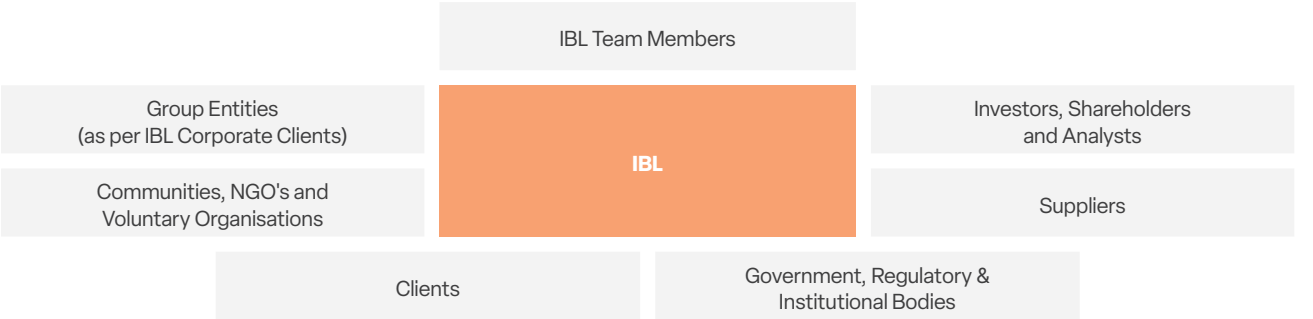 IBL Team Members
Group Entities
(as per IBL Corporate Clients)
IBL
Investors, Shareholders
and Analysts
Communities, NGO's and
Voluntary Organisations
Suppliers
Clients
Government, Regulatory &
Institutional Bodies